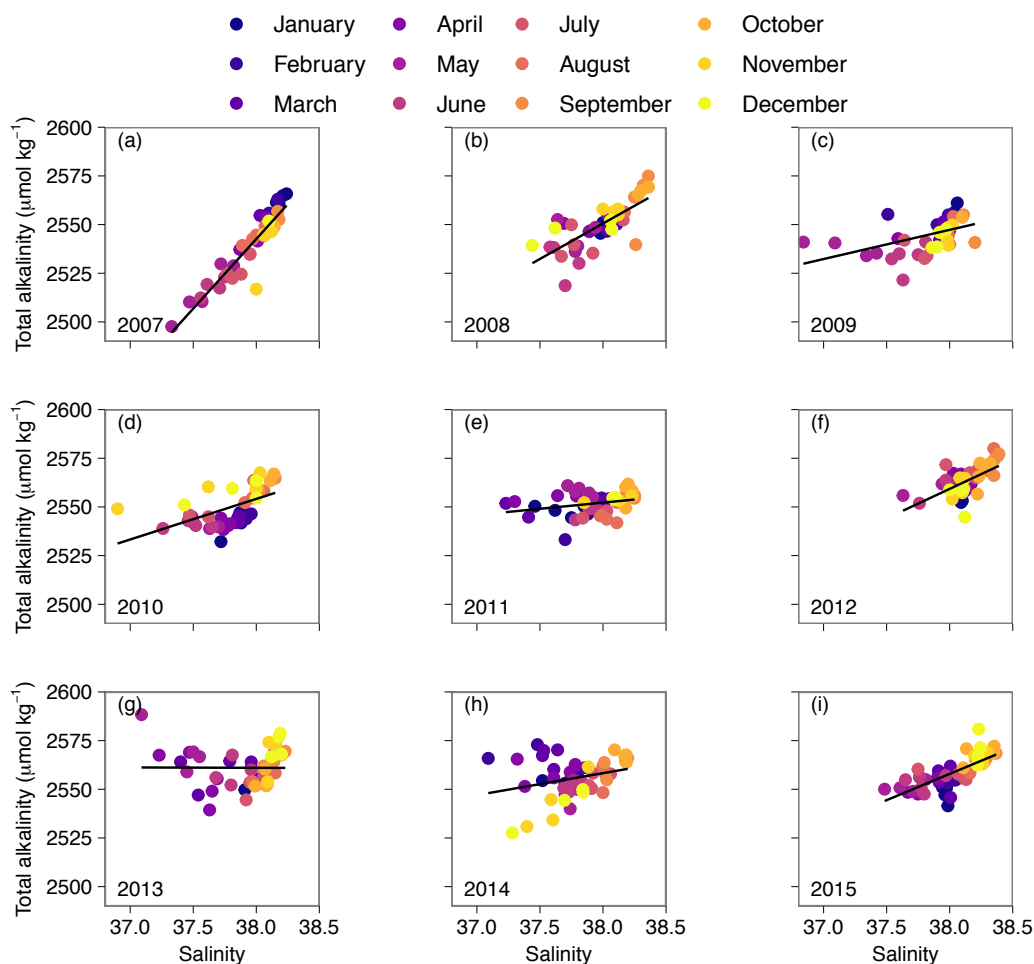 January April July October
February May August November
March June September December
Total alkalinity (μmol kg⁻¹)
2600
2575
2550
2525
2500
(a)
2007
(b)
2008
(c)
2009
Total alkalinity (μmol kg⁻¹)
2600
2575
2550
2525
2500
(d)
2010
(e)
2011
(f)
2012
Total alkalinity (μmol kg⁻¹)
2600
2575
2550
2525
2500
(g)
2013
(h)
2014
(i)
2015
37.0 37.5 38.0 38.5 37.0 37.5 38.0 38.5 37.0 37.5 38.0 38.5
Salinity Salinity Salinity